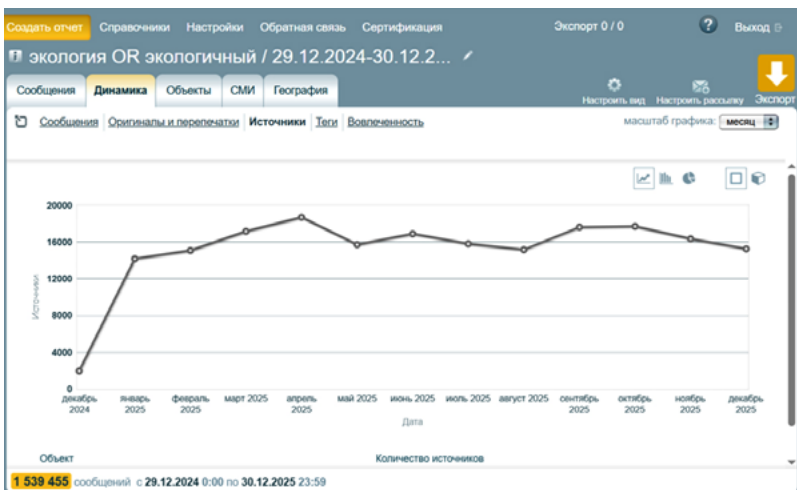 Создать отчет Справочники Настройки Обратная связь Сертификация Экспорт 0 / 0 ? Выход
экология OR экологичный / 29.12.2024-30.12.2...
Сообщения Динамика Объекты СМИ География Настроить вид Настроить рассылку Экспорт
Сообщения Оригиналы и перепечатки Источники Теги Вовлеченность масштаб графика: месяц
20000
16000
12000
8000
4000
0
Источники
декабрь 2024 январь 2025 февраль 2025 март 2025 апрель 2025 май 2025 июнь 2025 июль 2025 август 2025 сентябрь 2025 октябрь 2025 ноябрь 2025 декабрь 2025
Дата
Объект Количество источников
1 539 455 сообщений с 29.12.2024 0:00 по 30.12.2025 23:59